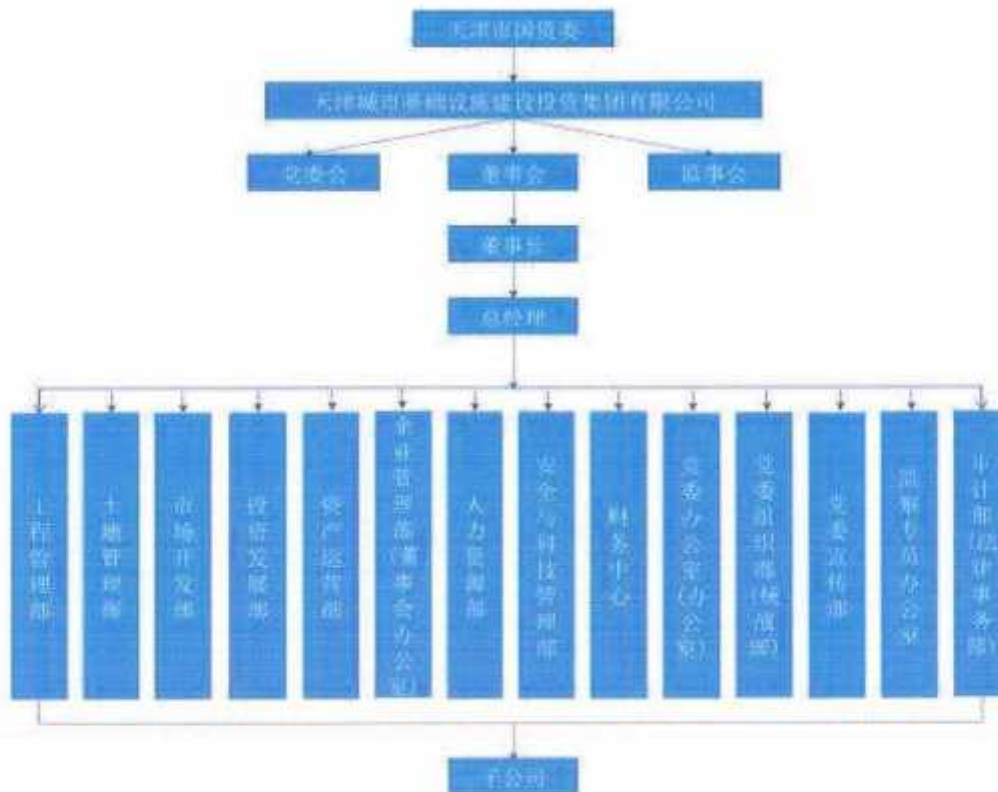 天津市国资委
天津城市基础设施建设投资集团有限公司
党委会
董事会
监事会
董事长
总经理
工程管理部
土地管理部
市场开发部
投资发展部
资产运营部
企业管理部(董事会办公室)
人力资源部
安全与科技管理部
财务中心
党委办公室(办公室)
党委组织部(统战部)
党委宣传部
监察专员办公室
审计部(法律事务部)
子公司